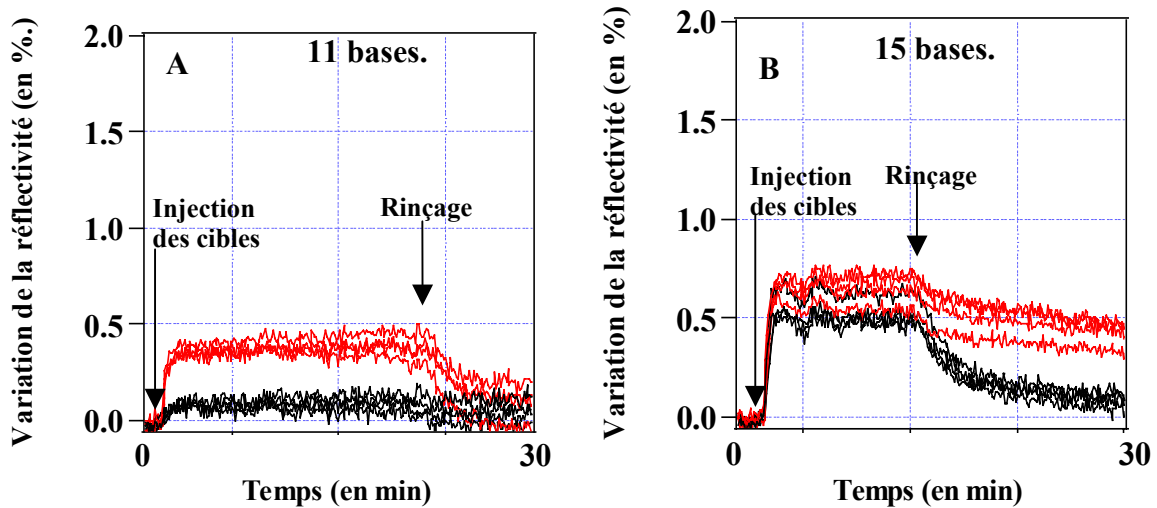 Variation de la réflectivité (en %.)
2.0
1.5
1.0
0.5
0.0
A
11 bases.
Injection
des cibles
Rinçage
0
30
Temps (en min)
Variation de la réflectivité (en %)
2.0
1.5
1.0
0.5
0.0
B
15 bases.
Injection
des cibles
Rinçage
0
30
Temps (en min)